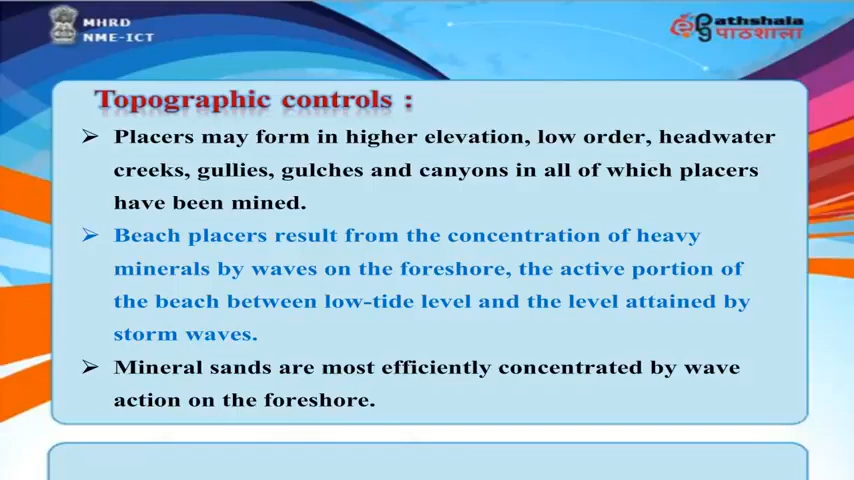 MHRD
NME-ICT
Pathshala
पाठशाला
Topographic controls :
➢ Placers may form in higher elevation, low order, headwater
creeks, gullies, gulches and canyons in all of which placers
have been mined.
➢ Beach placers result from the concentration of heavy
minerals by waves on the foreshore, the active portion of
the beach between low-tide level and the level attained by
storm waves.
➢ Mineral sands are most efficiently concentrated by wave
action on the foreshore.